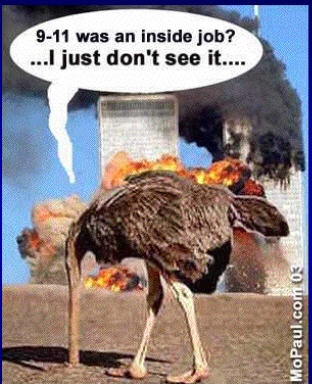 9-11 was an inside job?
...I just don't see it....
MoPaul.com 03